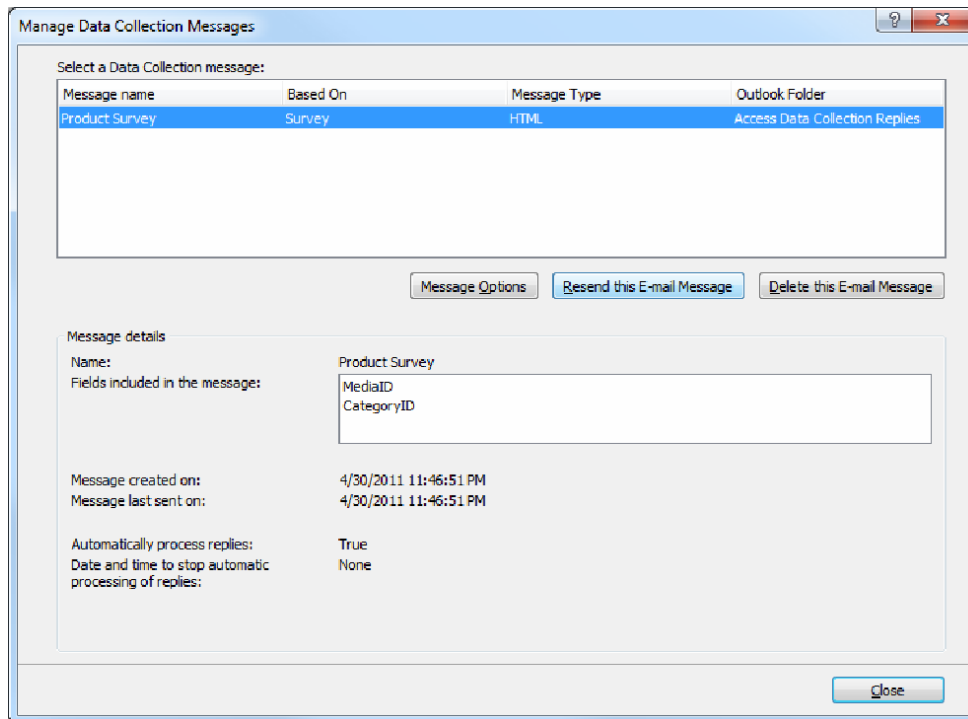 Manage Data Collection Messages
?
Select a Data Collection message:
Message name Based On Message Type Outlook Folder
Product Survey Survey HTML Access Data Collection Replies
Message Options Resend this E-mail Message Delete this E-mail Message
Message details
Name: Product Survey
Fields included in the message: MediaID
CategoryID
Message created on: 4/30/2011 11:46:51 PM
Message last sent on: 4/30/2011 11:46:51 PM
Automatically process replies: True
Date and time to stop automatic None
processing of replies:
Close